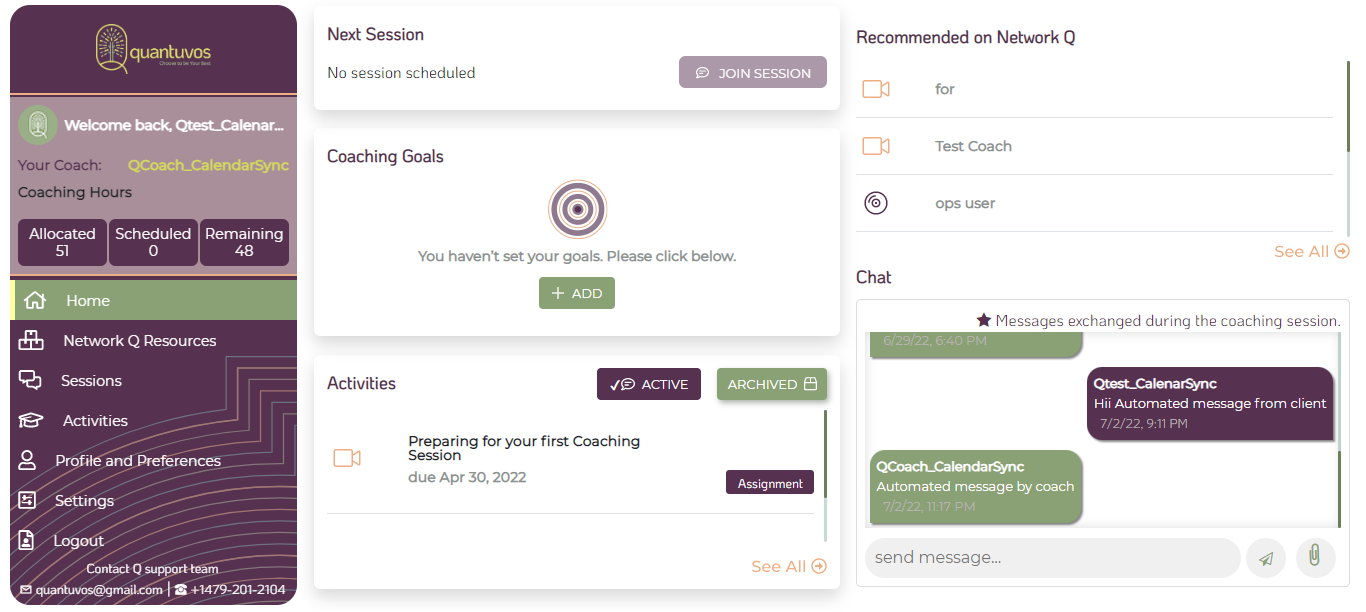 quantuvos
Choose to be Your Best
Welcome back, Qtest_Calenar...
Your Coach: QCoach_CalendarSync
Coaching Hours
Allocated Scheduled Remaining
51 0 48
Home
Network Q Resources
Sessions
Activities
Profile and Preferences
Settings
Logout
Contact Q support team
quantuvos@gmail.com | +1479-201-2104
Next Session
No session scheduled
JOIN SESSION
Coaching Goals
You haven't set your goals. Please click below.
+ ADD
Activities
ACTIVE
ARCHIVED
Preparing for your first Coaching
Session
due Apr 30, 2022
Assignment
See All
Recommended on Network Q
for
Test Coach
ops user
See All
Chat
Messages exchanged during the coaching session.
6/29/22, 6:40 PM
Qtest_CalenarSync
Hii Automated message from client
7/2/22, 9:11 PM
QCoach_CalendarSync
Automated message by coach
7/2/22, 11:17 PM
send message...